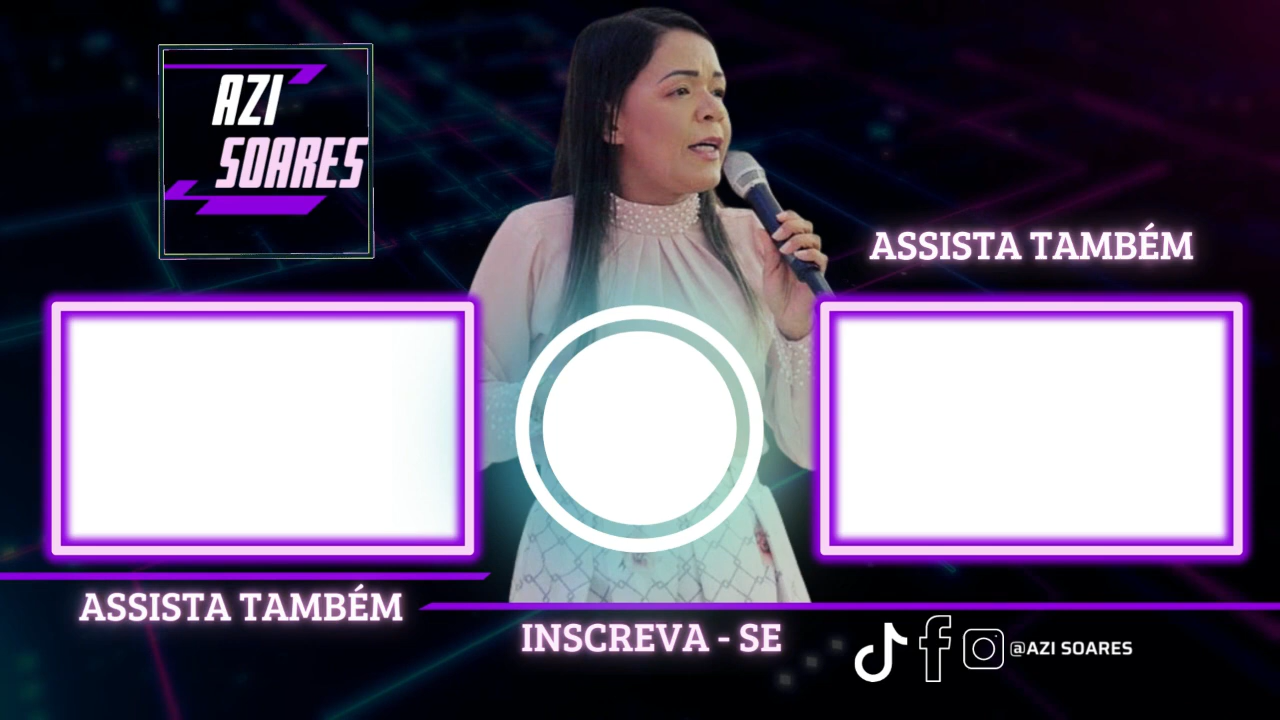 AZI
SOARES
ASSISTA TAMBÉM
ASSISTA TAMBÉM
INSCREVA - SE
@AZI SOARES